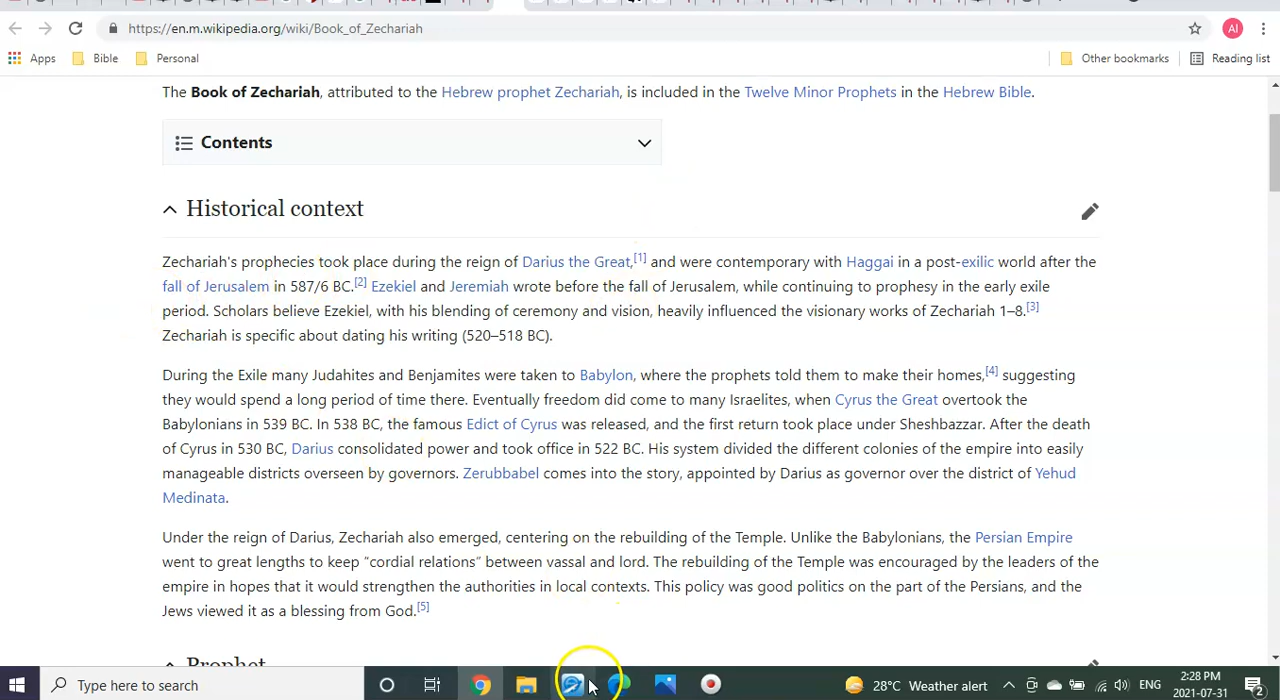 https://en.m.wikipedia.org/wiki/Book_of_Zechariah
AI
Apps Bible Personal Other bookmarks Reading list
The Book of Zechariah, attributed to the Hebrew prophet Zechariah, is included in the Twelve Minor Prophets in the Hebrew Bible.
Contents
Historical context
Zechariah's prophecies took place during the reign of Darius the Great,[1] and were contemporary with Haggai in a post-exilic world after the
fall of Jerusalem in 587/6 BC.[2] Ezekiel and Jeremiah wrote before the fall of Jerusalem, while continuing to prophesy in the early exile
period. Scholars believe Ezekiel, with his blending of ceremony and vision, heavily influenced the visionary works of Zechariah 1–8.[3]
Zechariah is specific about dating his writing (520–518 BC).
During the Exile many Judahites and Benjamites were taken to Babylon, where the prophets told them to make their homes,[4] suggesting
they would spend a long period of time there. Eventually freedom did come to many Israelites, when Cyrus the Great overtook the
Babylonians in 539 BC. In 538 BC, the famous Edict of Cyrus was released, and the first return took place under Sheshbazzar. After the death
of Cyrus in 530 BC, Darius consolidated power and took office in 522 BC. His system divided the different colonies of the empire into easily
manageable districts overseen by governors. Zerubbabel comes into the story, appointed by Darius as governor over the district of Yehud
Medinata.
Under the reign of Darius, Zechariah also emerged, centering on the rebuilding of the Temple. Unlike the Babylonians, the Persian Empire
went to great lengths to keep “cordial relations” between vassal and lord. The rebuilding of the Temple was encouraged by the leaders of the
empire in hopes that it would strengthen the authorities in local contexts. This policy was good politics on the part of the Persians, and the
Jews viewed it as a blessing from God.[5]
Prophet
Type here to search
28°C Weather alert
ENG
2:28 PM
2021-07-31
2